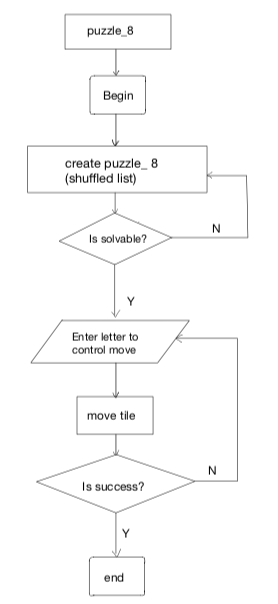 puzzle_8
Begin
create puzzle_ 8
(shuffled list)
Is solvable?
N
Y
Enter letter to
control move
move tile
Is success?
N
Y
end